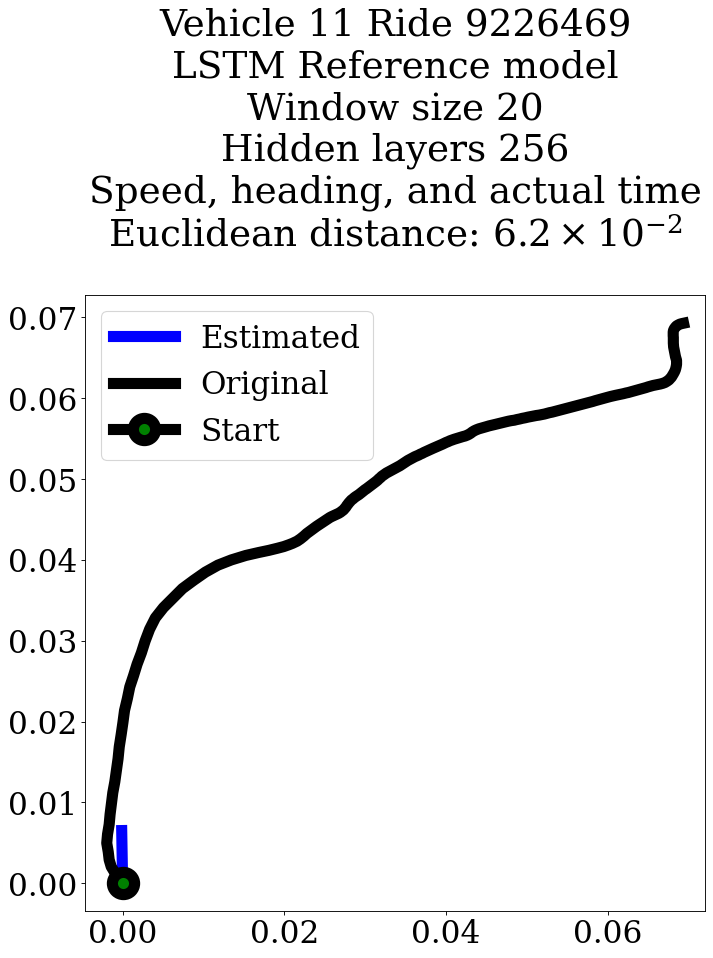 Vehicle 11 Ride 9226469
LSTM Reference model
Window size 20
Hidden layers 256
Speed, heading, and actual time
Euclidean distance: 6.2 × 10⁻²
Estimated
Original
Start
0.07
0.06
0.05
0.04
0.03
0.02
0.01
0.00
0.00 0.02 0.04 0.06